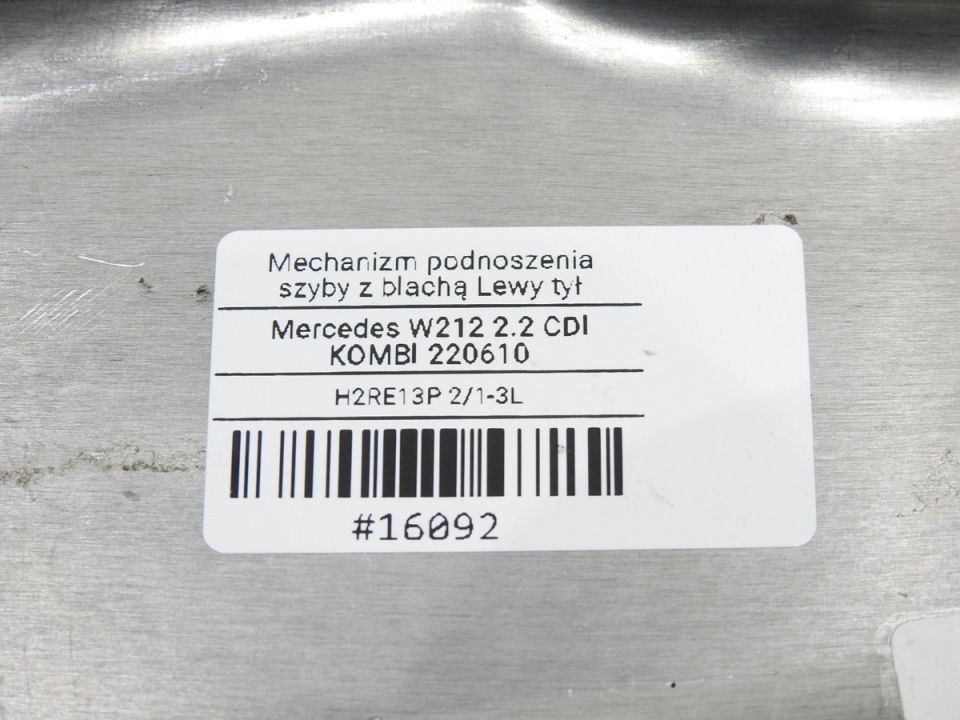 Mechanizm podnoszenia
szyby z blachą Lewy tył
Mercedes W212 2.2 CDI
KOMBI 220610
H2RE13P 2/1-3L
#16092